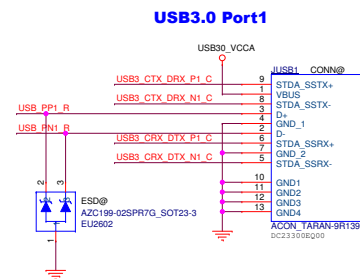 USB3.0 Port1
USB30_VCCA
JUSB1 CONN@
USB3_CTX_DRX_P1_C 9 STDA_SSTX+
1 VBUS
USB3_CTX_DRX_N1_C 8 STDA_SSTX-
USB_PP1_R 3 D+
4 GND_1
USB_PN1_R 2 D-
USB3_CRX_DTX_P1_C 6 STDA_SSRX+
7 GND_2
USB3_CRX_DTX_N1_C 5 STDA_SSRX-
10 GND1
11 GND2
12 GND3
13 GND4
2 3
ESD@
AZC199-02SPR7G_SOT23-3
EU2602
1
ACON_TARAN-9R139
DC23300EQ00